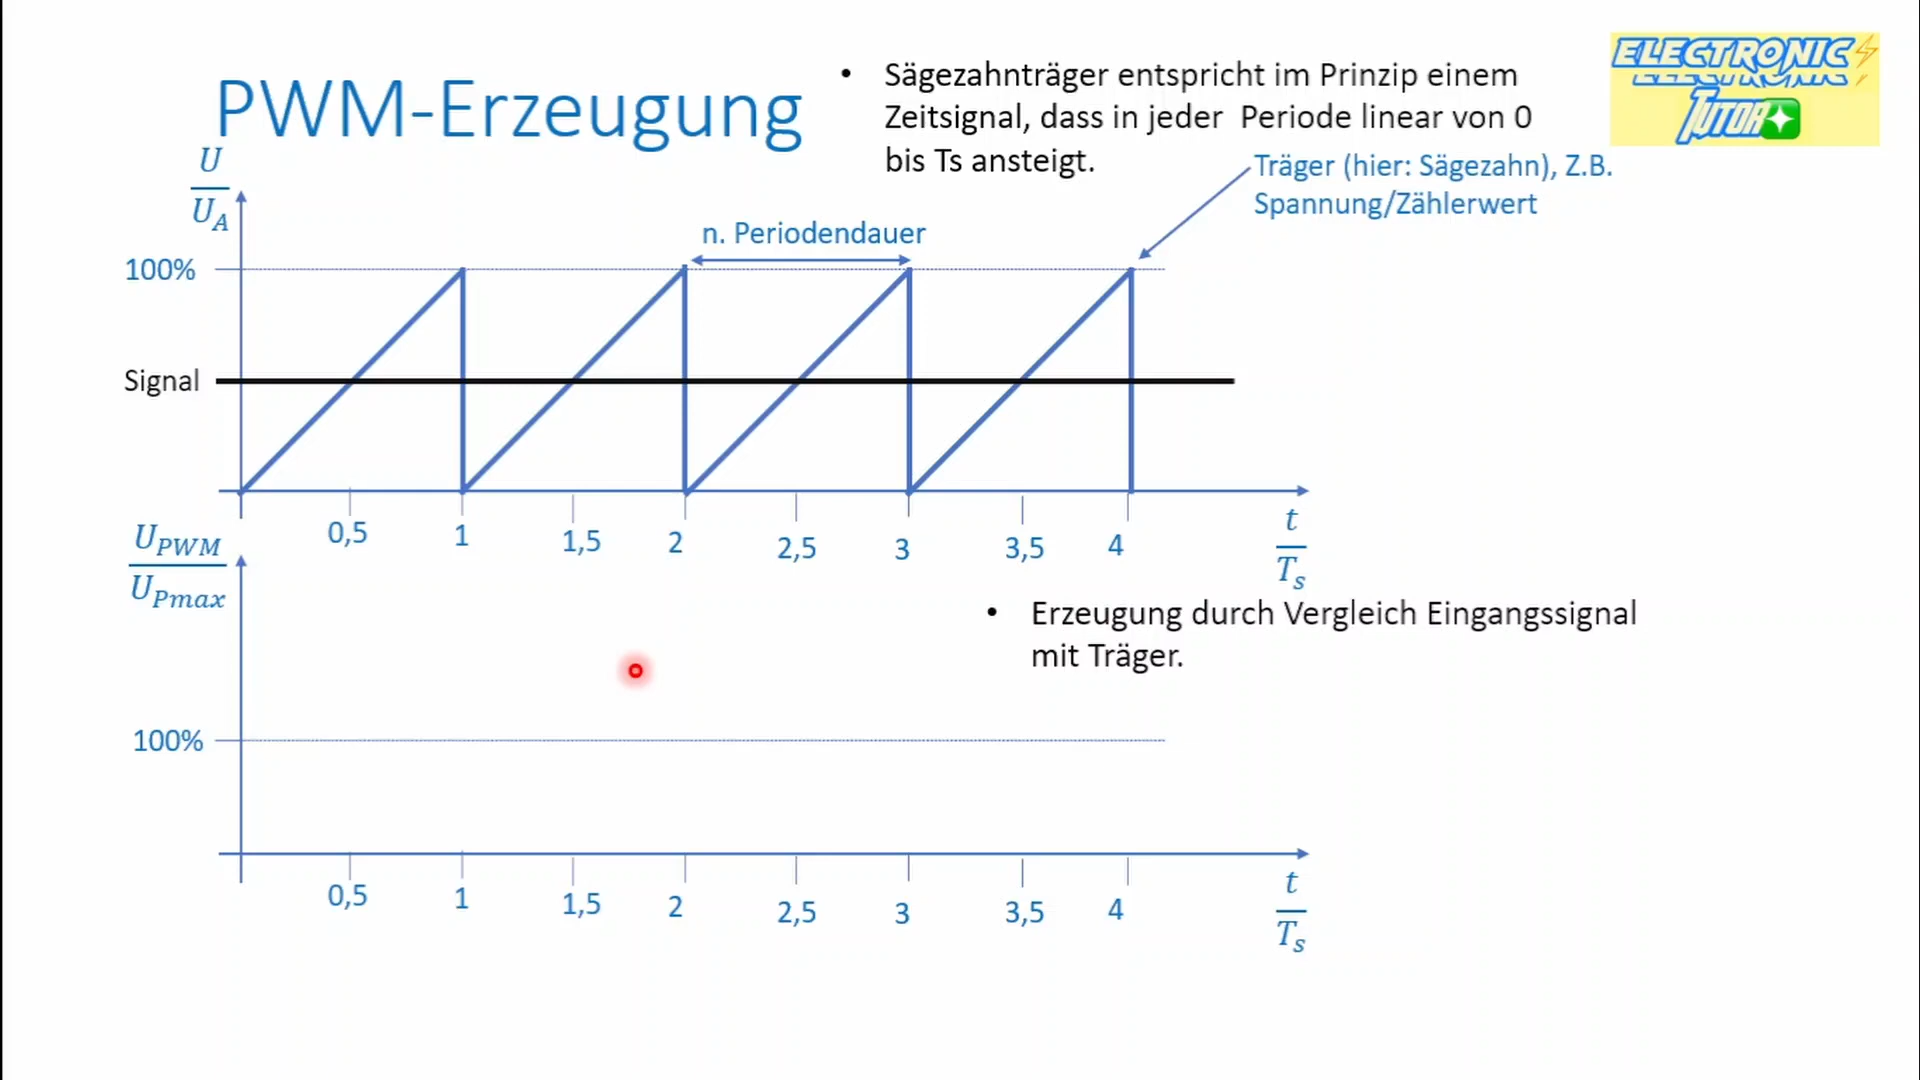 PWM-Erzeugung
• Sägezahnträger entspricht im Prinzip einem
Zeitsignal, dass in jeder Periode linear von 0
bis Ts ansteigt.
ELECTRONIC
ELECTRONIC
TUTOR
Träger (hier: Sägezahn), Z.B.
Spannung/Zählerwert
U
U_A
n. Periodendauer
100%
Signal
0,5 1 1,5 2 2,5 3 3,5 4
t
T_s
U_PWM
U_Pmax
• Erzeugung durch Vergleich Eingangssignal
mit Träger.
100%
0,5 1 1,5 2 2,5 3 3,5 4
t
T_s